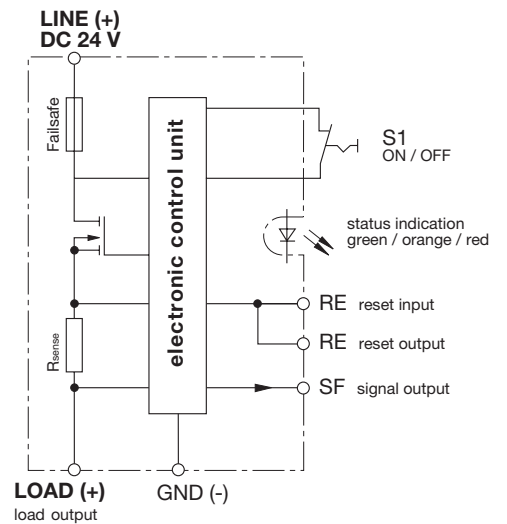 LINE (+)
DC 24 V
Failsafe
electronic control unit
S1
ON / OFF
status indication
green / orange / red
RE reset input
Rsense
RE reset output
SF signal output
LOAD (+)
GND (-)
load output